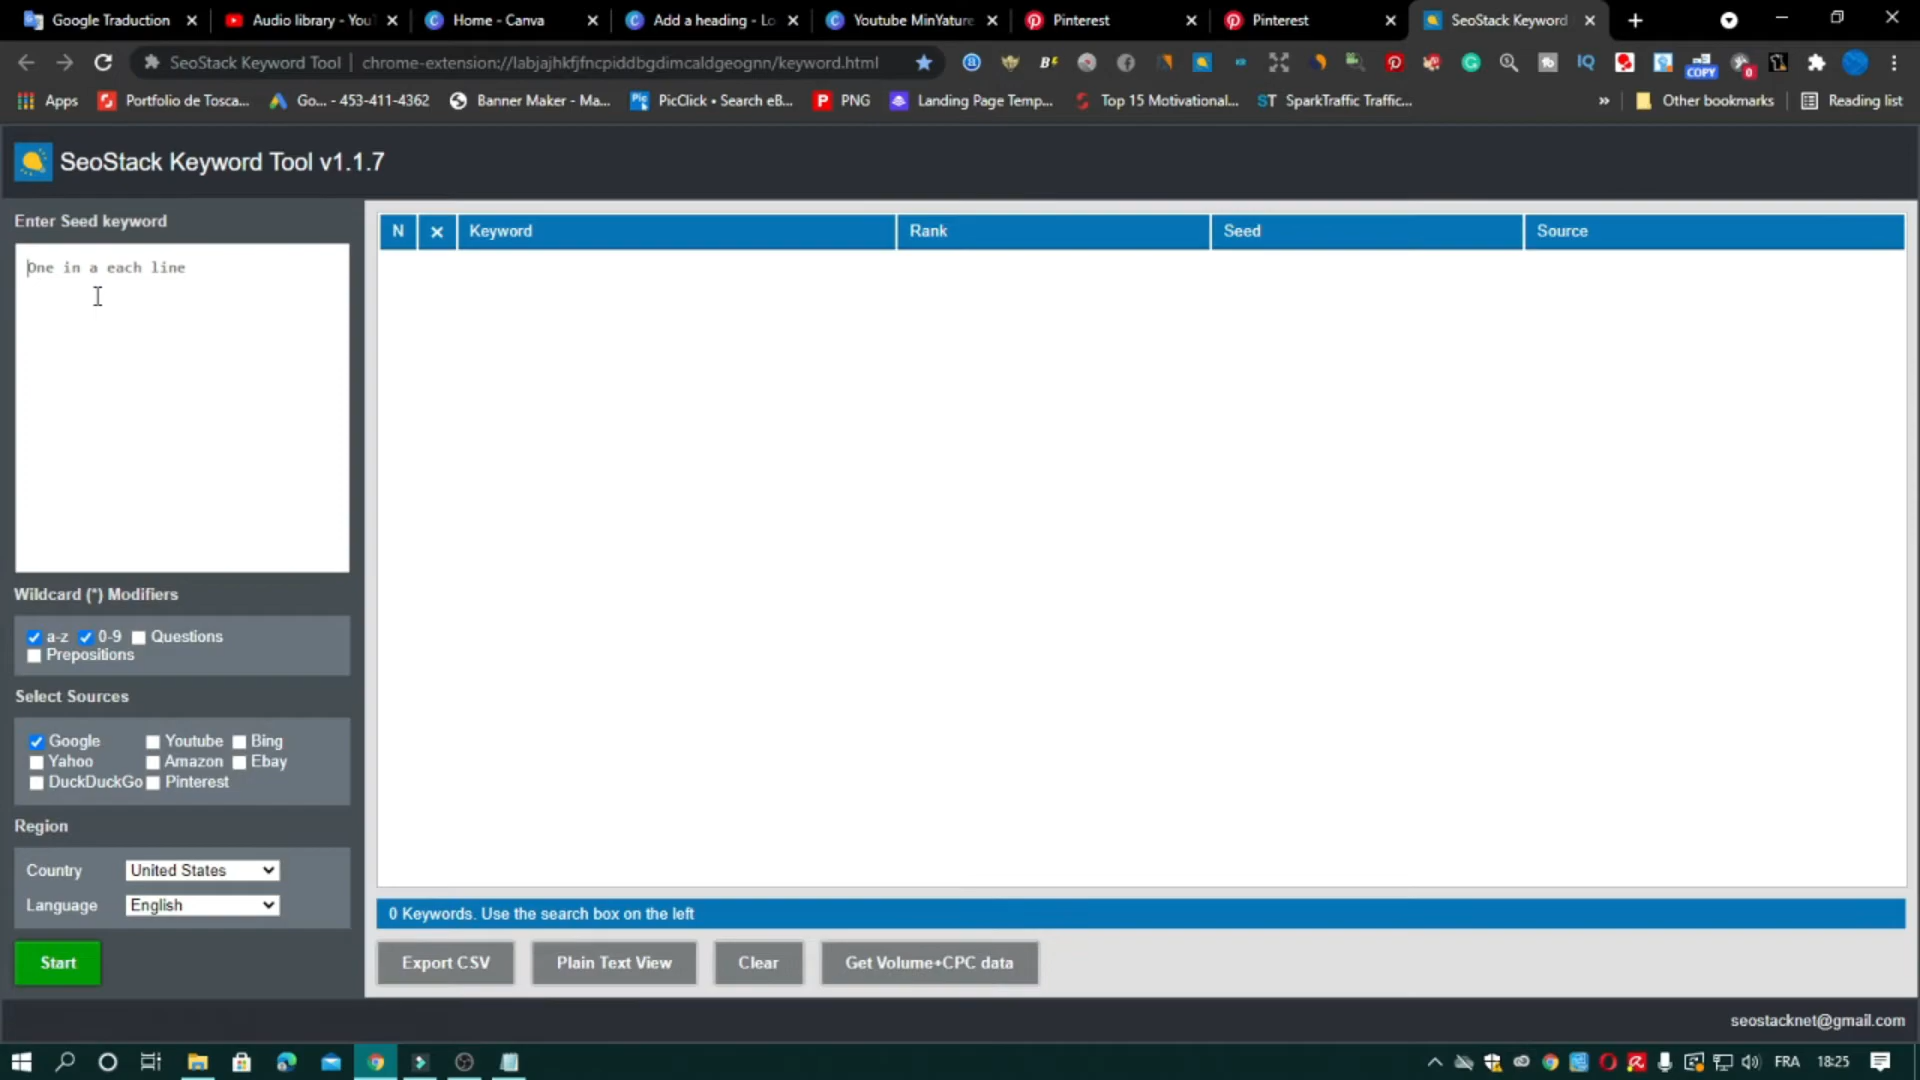 Google Traduction
Audio library - You
Home - Canva
Add a heading - Lo
Youtube MinYature
Pinterest
Pinterest
SeoStack Keyword
SeoStack Keyword Tool | chrome-extension://labjajhkfjfncpiddbgdimcaldgeognn/keyword.html
Apps
Portfolio de Tosca...
Go... - 453-411-4362
Banner Maker - Ma...
PicClick • Search eB...
PNG
Landing Page Temp...
Top 15 Motivational...
SparkTraffic Traffic...
»
Other bookmarks
Reading list
SeoStack Keyword Tool v1.1.7
Enter Seed keyword
One in a each line
N
Keyword
Rank
Seed
Source
Wildcard (*) Modifiers
a-z 0-9 Questions
Prepositions
Select Sources
Google Youtube Bing
Yahoo Amazon Ebay
DuckDuckGo Pinterest
Region
Country United States
Language English
0 Keywords. Use the search box on the left
Start
Export CSV
Plain Text View
Clear
Get Volume+CPC data
seostacknet@gmail.com
FRA
18:25